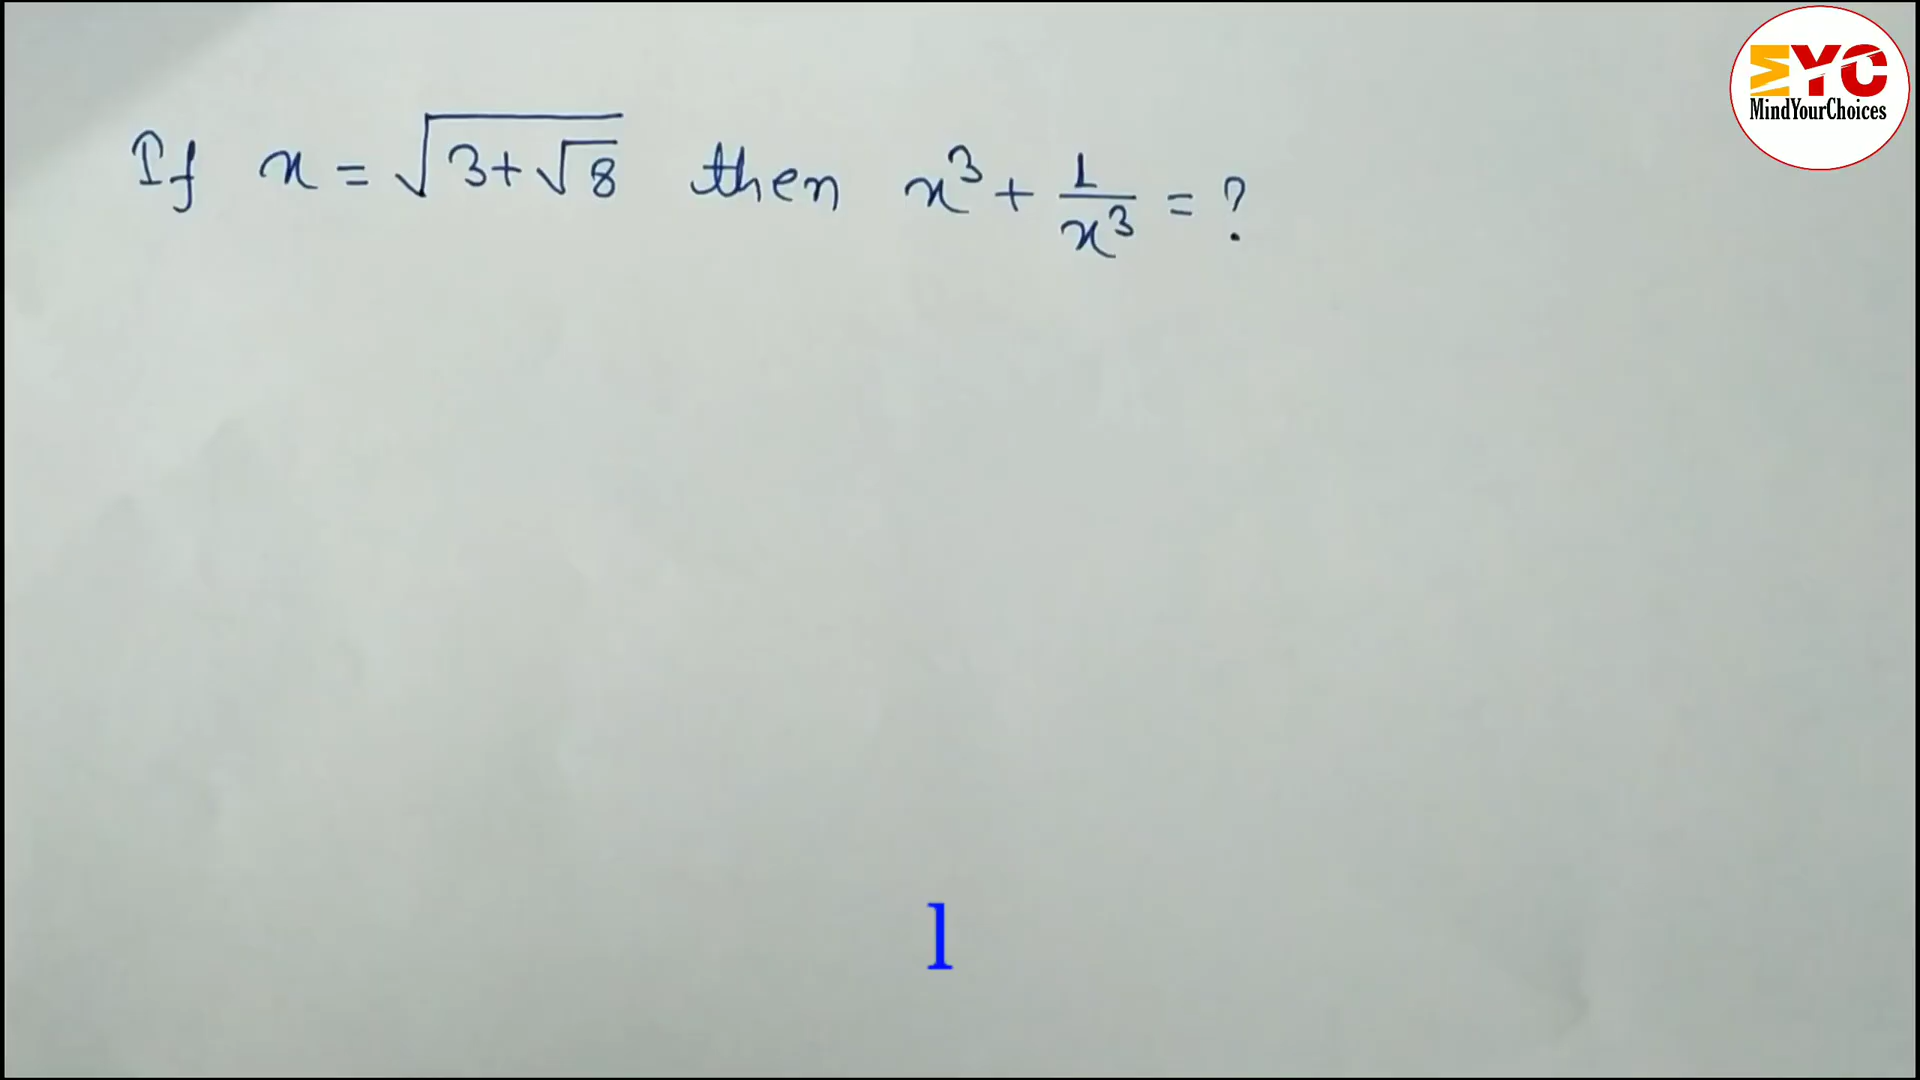 MYC
MindYourChoices
If x = √(3+√8) then x³ + 1/x³ = ?
1